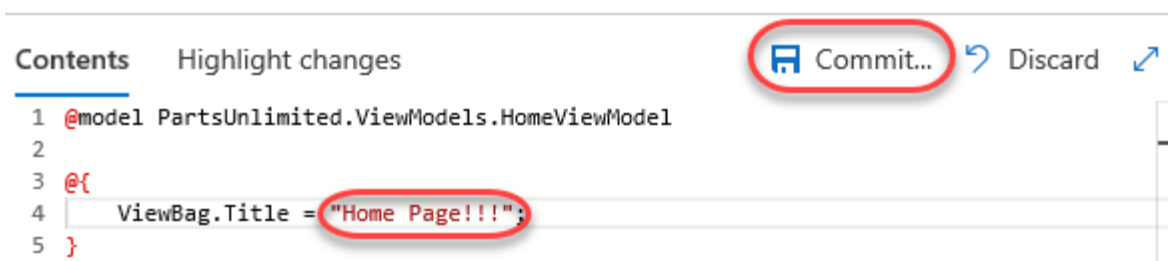 Contents Highlight changes Commit... Discard
1 @model PartsUnlimited.ViewModels.HomeViewModel
2
3 @{
4 ViewBag.Title = "Home Page!!!";
5 }